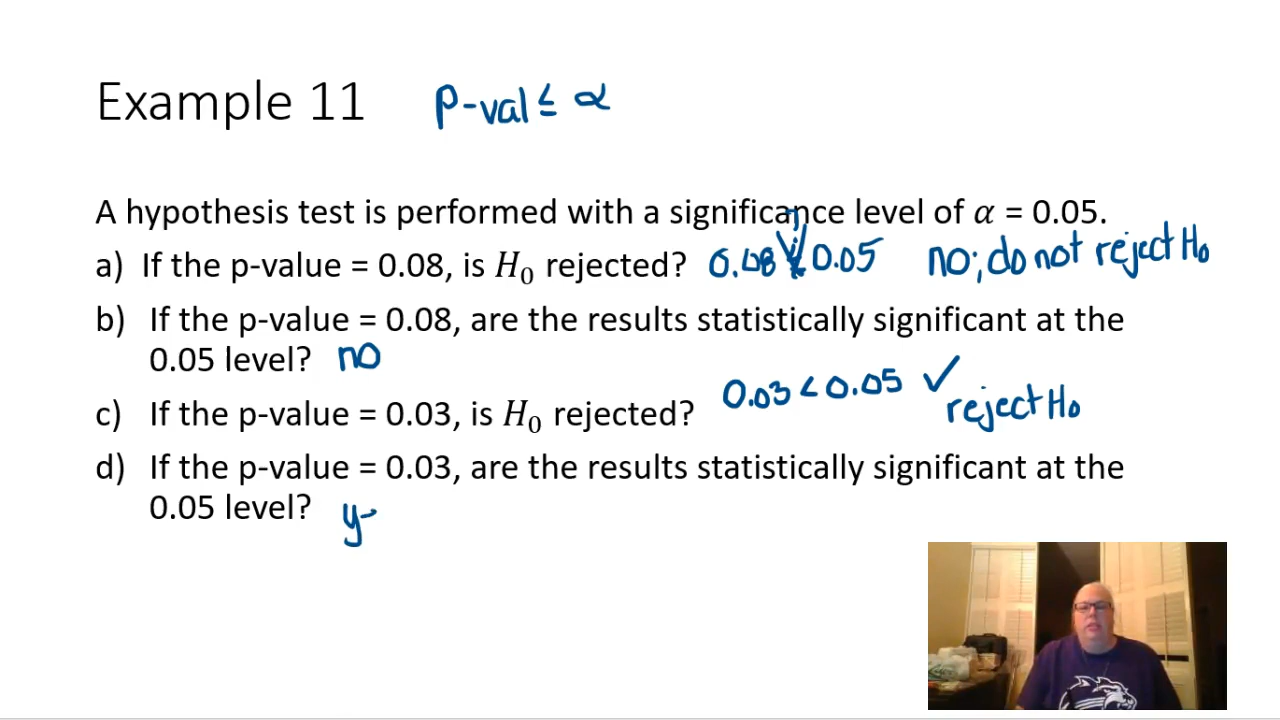 Example 11 p-val ≤ α
A hypothesis test is performed with a significance level of α = 0.05.
a) If the p-value = 0.08, is H₀ rejected? 0.08 0.05 no; do not reject H₀
b) If the p-value = 0.08, are the results statistically significant at the
0.05 level? no
c) If the p-value = 0.03, is H₀ rejected? 0.03 < 0.05 ✓ reject H₀
d) If the p-value = 0.03, are the results statistically significant at the
0.05 level? y